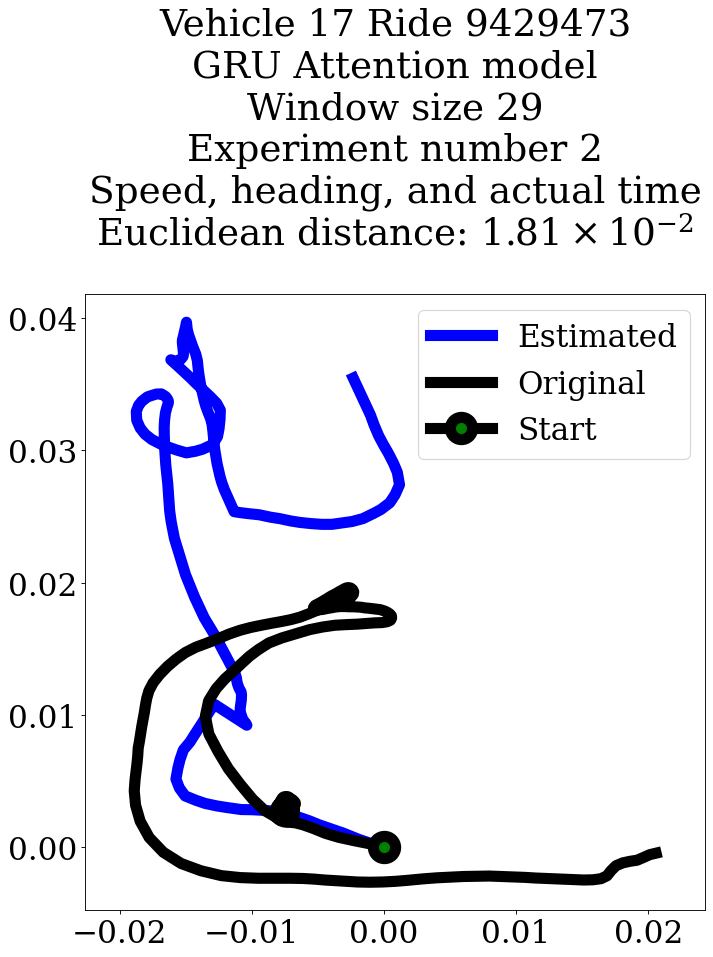 Vehicle 17 Ride 9429473
GRU Attention model
Window size 29
Experiment number 2
Speed, heading, and actual time
Euclidean distance: 1.81 × 10⁻²
Estimated
Original
Start
0.04
0.03
0.02
0.01
0.00
−0.02 −0.01 0.00 0.01 0.02